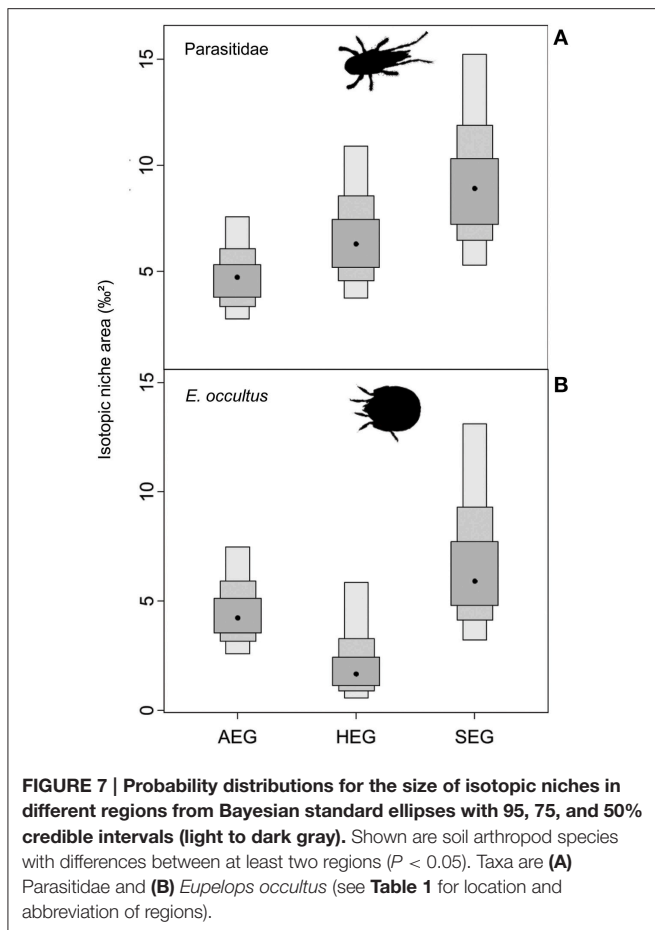 Parasitidae
A
15
10
5
Isotopic niche area (‰²)
E. occultus
B
15
10
5
0
AEG HEG SEG
FIGURE 7 | Probability distributions for the size of isotopic niches in
different regions from Bayesian standard ellipses with 95, 75, and 50%
credible intervals (light to dark gray). Shown are soil arthropod species
with differences between at least two regions (P < 0.05). Taxa are (A)
Parasitidae and (B) Eupelops occultus (see Table 1 for location and
abbreviation of regions).